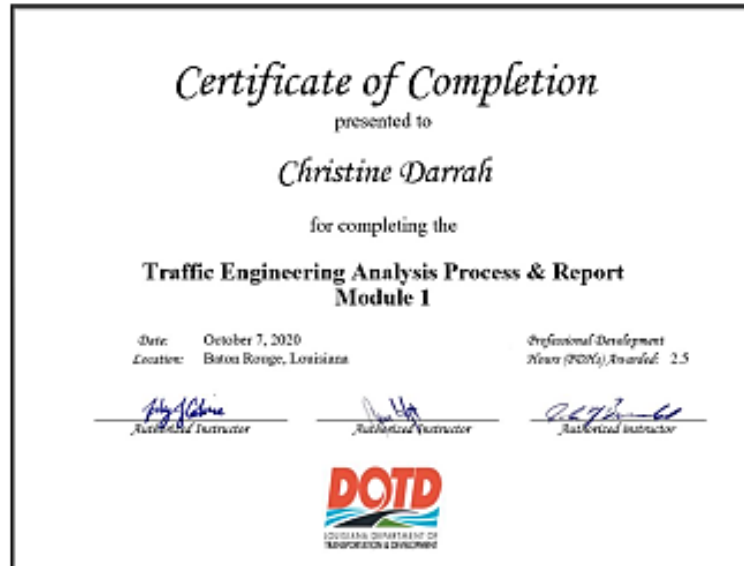 Certificate of Completion
presented to
Christine Darrah
for completing the
Traffic Engineering Analysis Process & Report
Module 1
Date: October 7, 2020
Location: Baton Rouge, Louisiana
Professional Development
Hours (PDHs) Awarded: 2.5
Authorized Instructor
Authorized Instructor
Authorized Instructor
DOTD
LOUISIANA DEPARTMENT OF
TRANSPORTATION & DEVELOPMENT